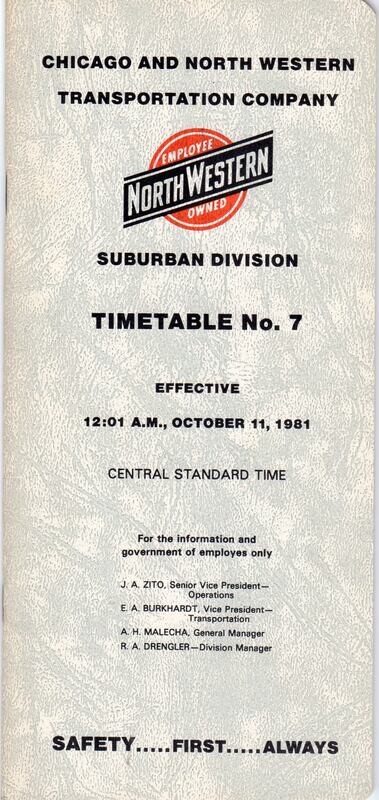 CHICAGO AND NORTH WESTERN
TRANSPORTATION COMPANY
EMPLOYEE
NORTH WESTERN
OWNED
SUBURBAN DIVISION
TIMETABLE No. 7
EFFECTIVE
12:01 A.M., OCTOBER 11, 1981
CENTRAL STANDARD TIME
For the information and
government of employes only
J. A. ZITO, Senior Vice President—
Operations
E. A. BURKHARDT, Vice President—
Transportation
A. H. MALECHA, General Manager
R. A. DRENGLER—Division Manager
SAFETY.....FIRST.....ALWAYS